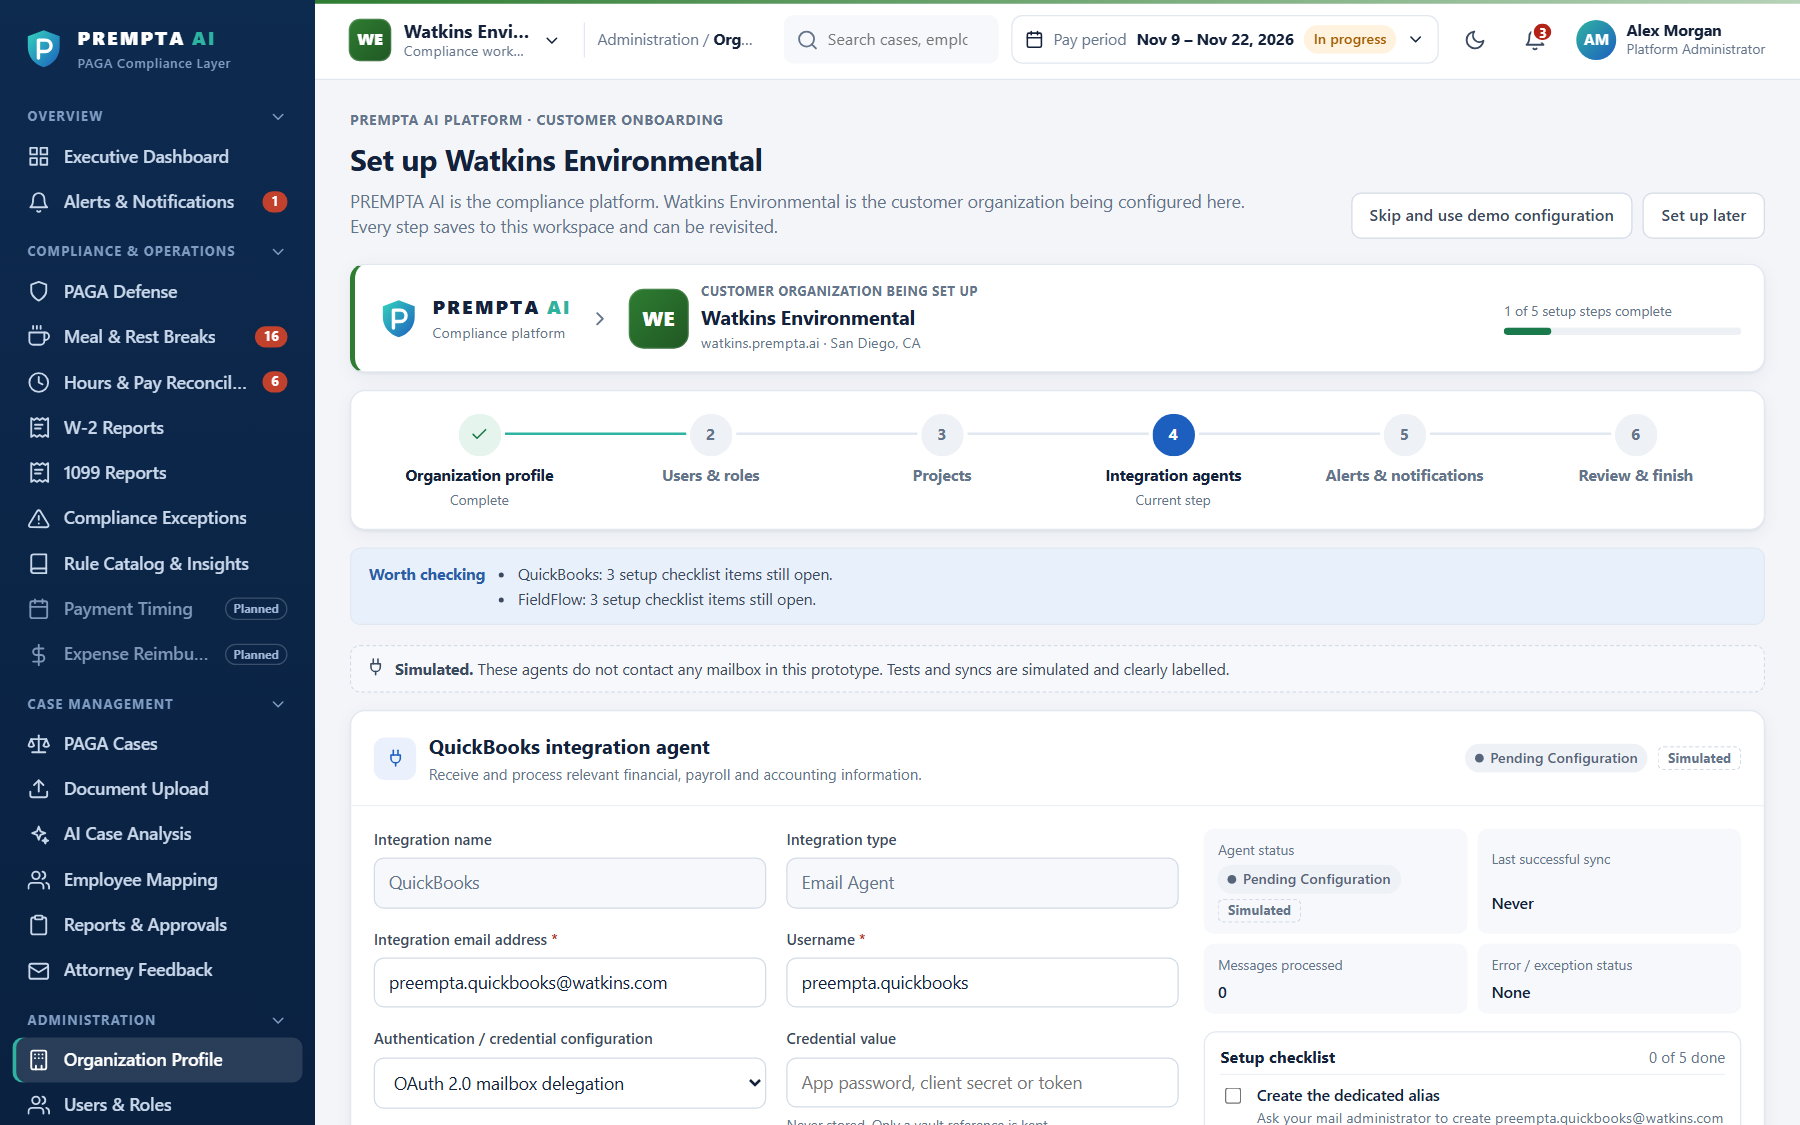 PREMPTA AI
PAGA Compliance Layer
OVERVIEW
Executive Dashboard
Alerts & Notifications
1
COMPLIANCE & OPERATIONS
PAGA Defense
Meal & Rest Breaks
16
Hours & Pay Reconcil...
6
W-2 Reports
1099 Reports
Compliance Exceptions
Rule Catalog & Insights
Payment Timing
Planned
Expense Reimbu...
Planned
CASE MANAGEMENT
PAGA Cases
Document Upload
AI Case Analysis
Employee Mapping
Reports & Approvals
Attorney Feedback
ADMINISTRATION
Organization Profile
Users & Roles
WE
Watkins Envi...
Compliance work...
Administration / Org...
Search cases, emplc
Pay period Nov 9 – Nov 22, 2026 In progress
3
AM
Alex Morgan
Platform Administrator
PREMPTA AI PLATFORM · CUSTOMER ONBOARDING
Set up Watkins Environmental
PREMPTA AI is the compliance platform. Watkins Environmental is the customer organization being configured here.
Every step saves to this workspace and can be revisited.
Skip and use demo configuration
Set up later
PREMPTA AI
Compliance platform
WE
CUSTOMER ORGANIZATION BEING SET UP
Watkins Environmental
watkins.prempta.ai · San Diego, CA
1 of 5 setup steps complete
Organization profile
Complete
2
Users & roles
3
Projects
4
Integration agents
Current step
5
Alerts & notifications
6
Review & finish
Worth checking
• QuickBooks: 3 setup checklist items still open.
• FieldFlow: 3 setup checklist items still open.
Simulated. These agents do not contact any mailbox in this prototype. Tests and syncs are simulated and clearly labelled.
QuickBooks integration agent
Receive and process relevant financial, payroll and accounting information.
Pending Configuration
Simulated
Integration name
QuickBooks
Integration type
Email Agent
Integration email address *
preempta.quickbooks@watkins.com
Username *
preempta.quickbooks
Authentication / credential configuration
OAuth 2.0 mailbox delegation
Credential value
App password, client secret or token
Never stored. Only a vault reference is kept.
Agent status
Pending Configuration
Simulated
Last successful sync
Never
Messages processed
0
Error / exception status
None
Setup checklist
0 of 5 done
Create the dedicated alias
Ask your mail administrator to create preempta.quickbooks@watkins.com